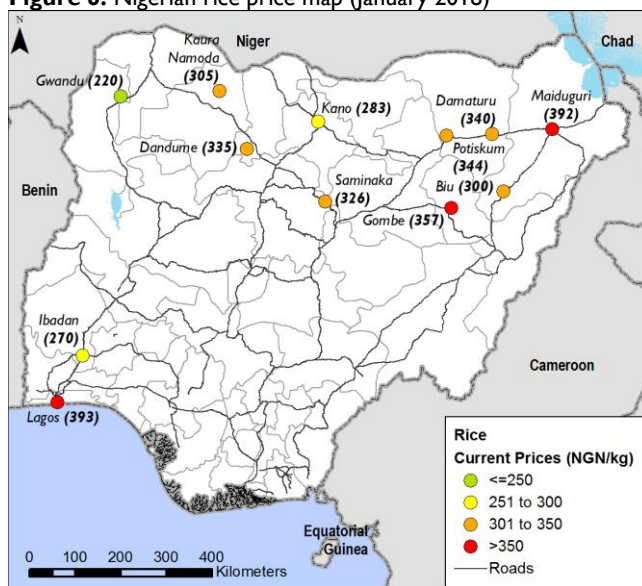 Figure 6: Nigerian rice price map (January 2018)
N
Niger
Chad
Kaura
Namoda
(305)
Gwandu (220)
Kano (283)
Damaturu
(340)
Maiduguri
(392)
Dandume (335)
Potiskum
(344)
Benin
Saminaka
(326)
Biu (300)
Gombe (357)
Ibadan
(270)
Cameroon
Lagos (393)
Equatorial
Guinea
Rice
Current Prices (NGN/kg)
<=250
251 to 300
301 to 350
>350
Roads
0 100 200 300 400
Kilometers